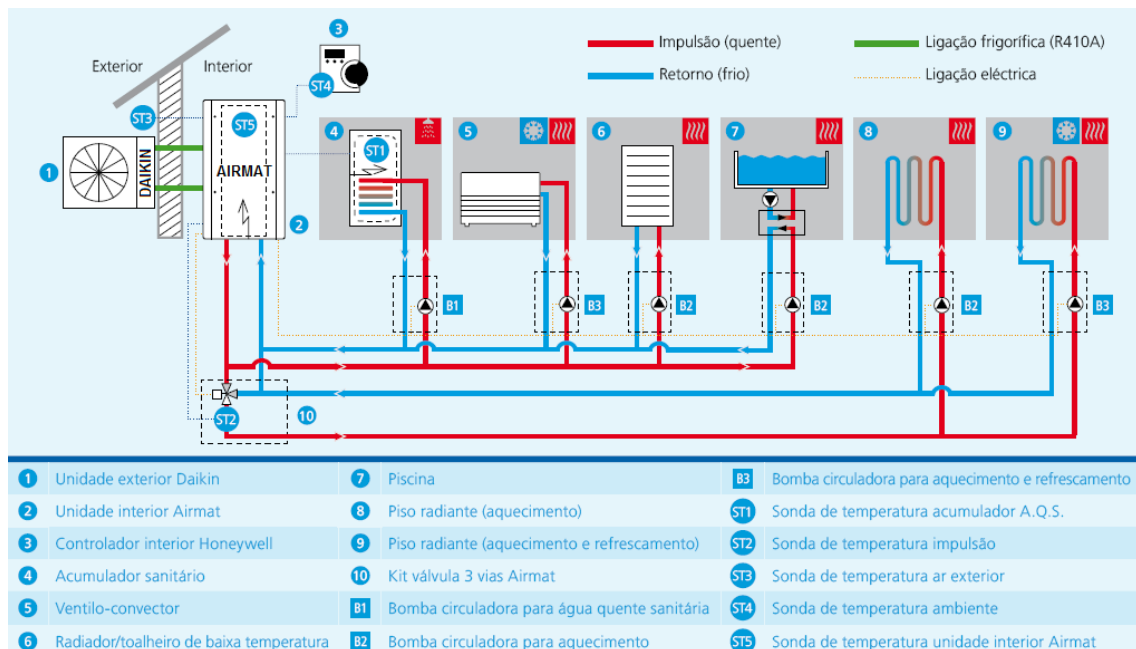 3
Impulsão (quente)
Ligação frigorífica (R410A)
Exterior
Interior
ST4
Retorno (frio)
Ligação eléctrica
ST3
ST5
4
ST1
5
6
7
8
9
1
DAIKIN
AIRMAT
2
B1
B3
B2
B2
B2
B3
ST2
10
1 Unidade exterior Daikin
2 Unidade interior Airmat
3 Controlador interior Honeywell
4 Acumulador sanitário
5 Ventilo-convector
6 Radiador/toalheiro de baixa temperatura
7 Piscina
8 Piso radiante (aquecimento)
9 Piso radiante (aquecimento e refrescamento)
10 Kit válvula 3 vias Airmat
B1 Bomba circuladora para água quente sanitária
B2 Bomba circuladora para aquecimento
B3 Bomba circuladora para aquecimento e refrescamento
ST1 Sonda de temperatura acumulador A.Q.S.
ST2 Sonda de temperatura impulsão
ST3 Sonda de temperatura ar exterior
ST4 Sonda de temperatura ambiente
ST5 Sonda de temperatura unidade interior Airmat